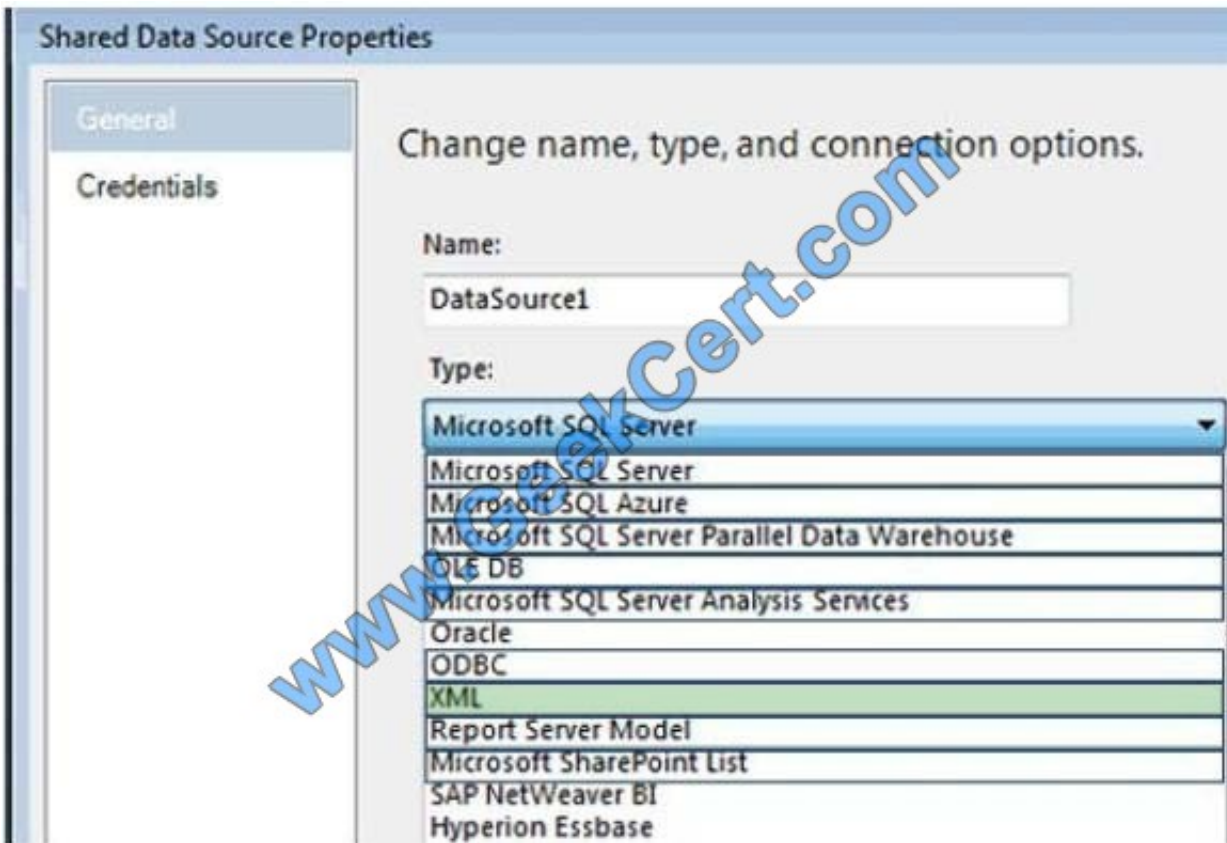 Shared Data Source Properties
General
Credentials
Change name, type, and connection options.
Name:
DataSource1
Type:
Microsoft SQL Server
Microsoft SQL Server
Microsoft SQL Azure
Microsoft SQL Server Parallel Data Warehouse
OLE DB
Microsoft SQL Server Analysis Services
Oracle
ODBC
XML
Report Server Model
Microsoft SharePoint List
SAP NetWeaver BI
Hyperion Essbase
www.GeekCert.com